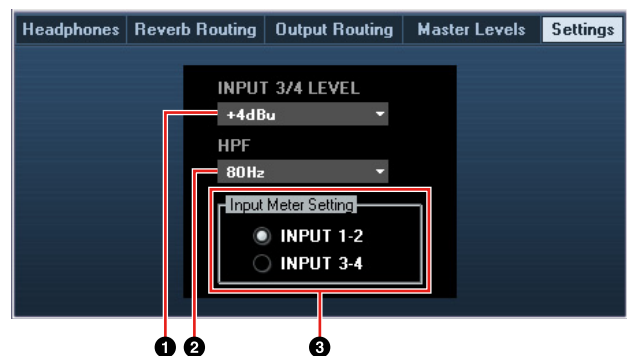 Headphones Reverb Routing Output Routing Master Levels Settings
INPUT 3/4 LEVEL
+4dBu
HPF
80Hz
Input Meter Setting
INPUT 1-2
INPUT 3-4
1 2 3